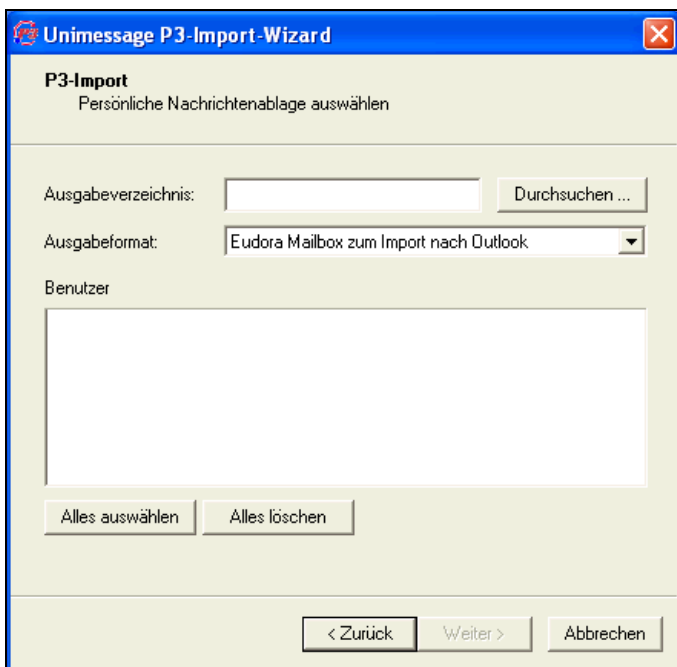 Unimessage P3-Import-Wizard
P3-Import
Persönliche Nachrichtenablage auswählen
Ausgabeverzeichnis:
Durchsuchen ...
Ausgabeformat:
Eudora Mailbox zum Import nach Outlook
Benutzer
Alles auswählen
Alles löschen
< Zurück
Weiter >
Abbrechen